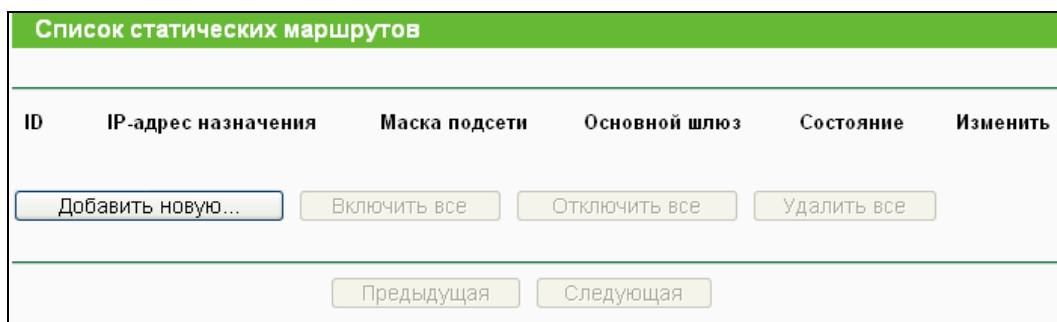 Список статических маршрутов
ID IP-адрес назначения Маска подсети Основной шлюз Состояние Изменить
Добавить новую... Включить все Отключить все Удалить все
Предыдущая Следующая